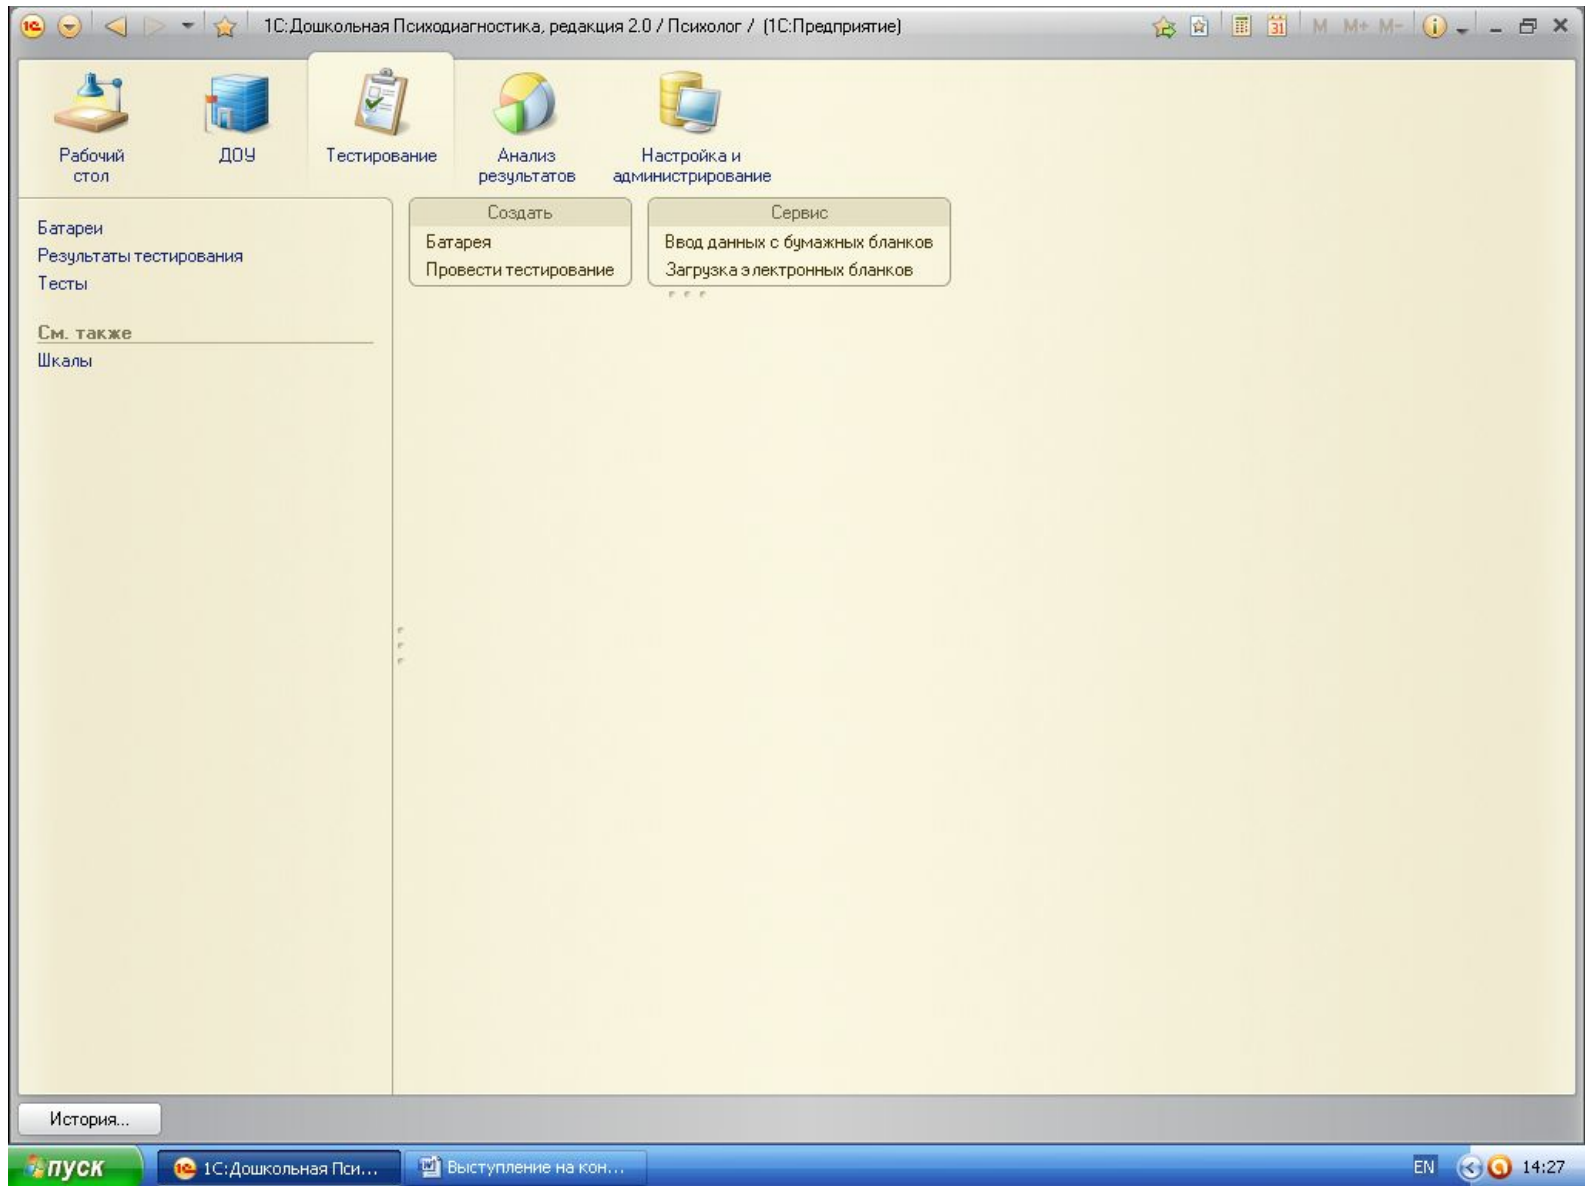 1С:Дошкольная Психодиагностика, редакция 2.0 / Психолог / (1С:Предприятие)
31 M M+ M-
Рабочий стол
ДОУ
Тестирование
Анализ результатов
Настройка и администрирование
Батареи
Результаты тестирования
Тесты
См. также
Шкалы
Создать
Батарея
Провести тестирование
Сервис
Ввод данных с бумажных бланков
Загрузка электронных бланков
История...
пуск
1С:Дошкольная Пси...
Выступление на кон...
EN
14:27